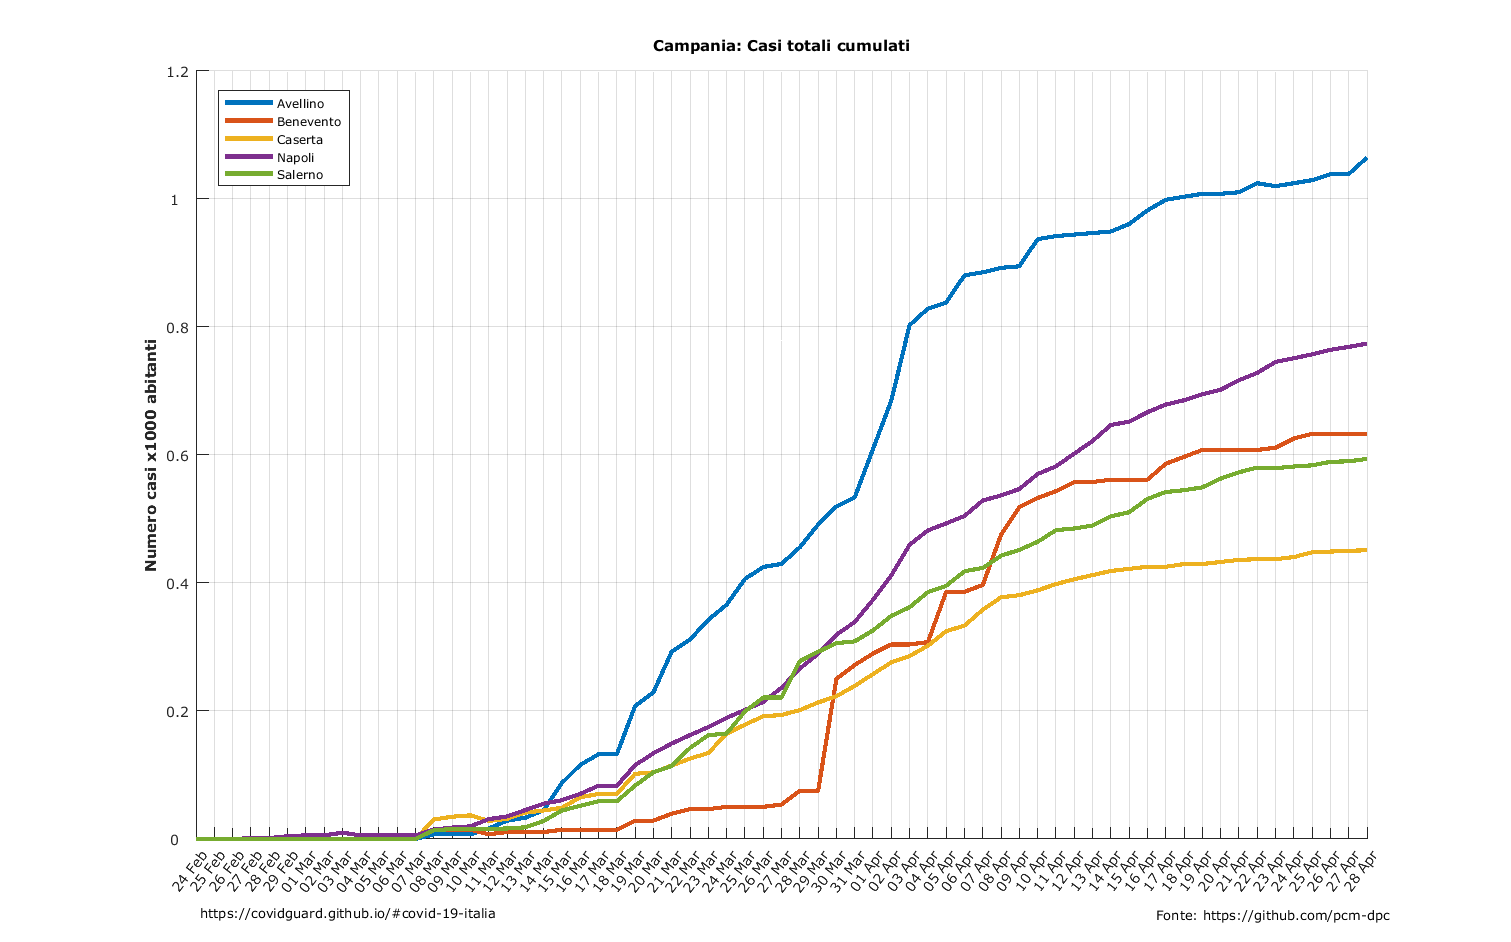 Campania: Casi totali cumulati
1.2
1
0.8
0.6
0.4
0.2
0
Numero casi x1000 abitanti
Avellino
Benevento
Caserta
Napoli
Salerno
24 Feb
25 Feb
26 Feb
27 Feb
28 Feb
29 Feb
01 Mar
02 Mar
03 Mar
04 Mar
05 Mar
06 Mar
07 Mar
08 Mar
09 Mar
10 Mar
11 Mar
12 Mar
13 Mar
14 Mar
15 Mar
16 Mar
17 Mar
18 Mar
19 Mar
20 Mar
21 Mar
22 Mar
23 Mar
24 Mar
25 Mar
26 Mar
27 Mar
28 Mar
29 Mar
30 Mar
31 Mar
01 Apr
02 Apr
03 Apr
04 Apr
05 Apr
06 Apr
07 Apr
08 Apr
09 Apr
10 Apr
11 Apr
12 Apr
13 Apr
14 Apr
15 Apr
16 Apr
17 Apr
18 Apr
19 Apr
20 Apr
21 Apr
22 Apr
23 Apr
24 Apr
25 Apr
26 Apr
27 Apr
28 Apr
https://covidguard.github.io/#covid-19-italia
Fonte: https://github.com/pcm-dpc